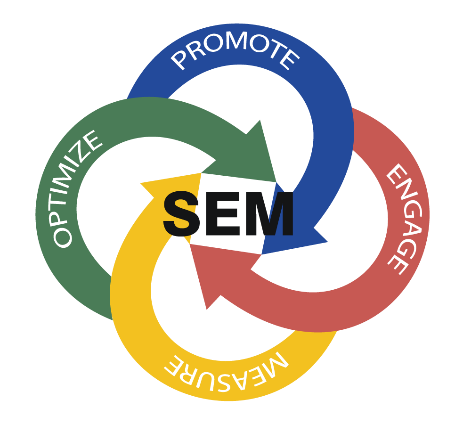 PROMOTE
OPTIMIZE
ENGAGE
SEM
MEASURE